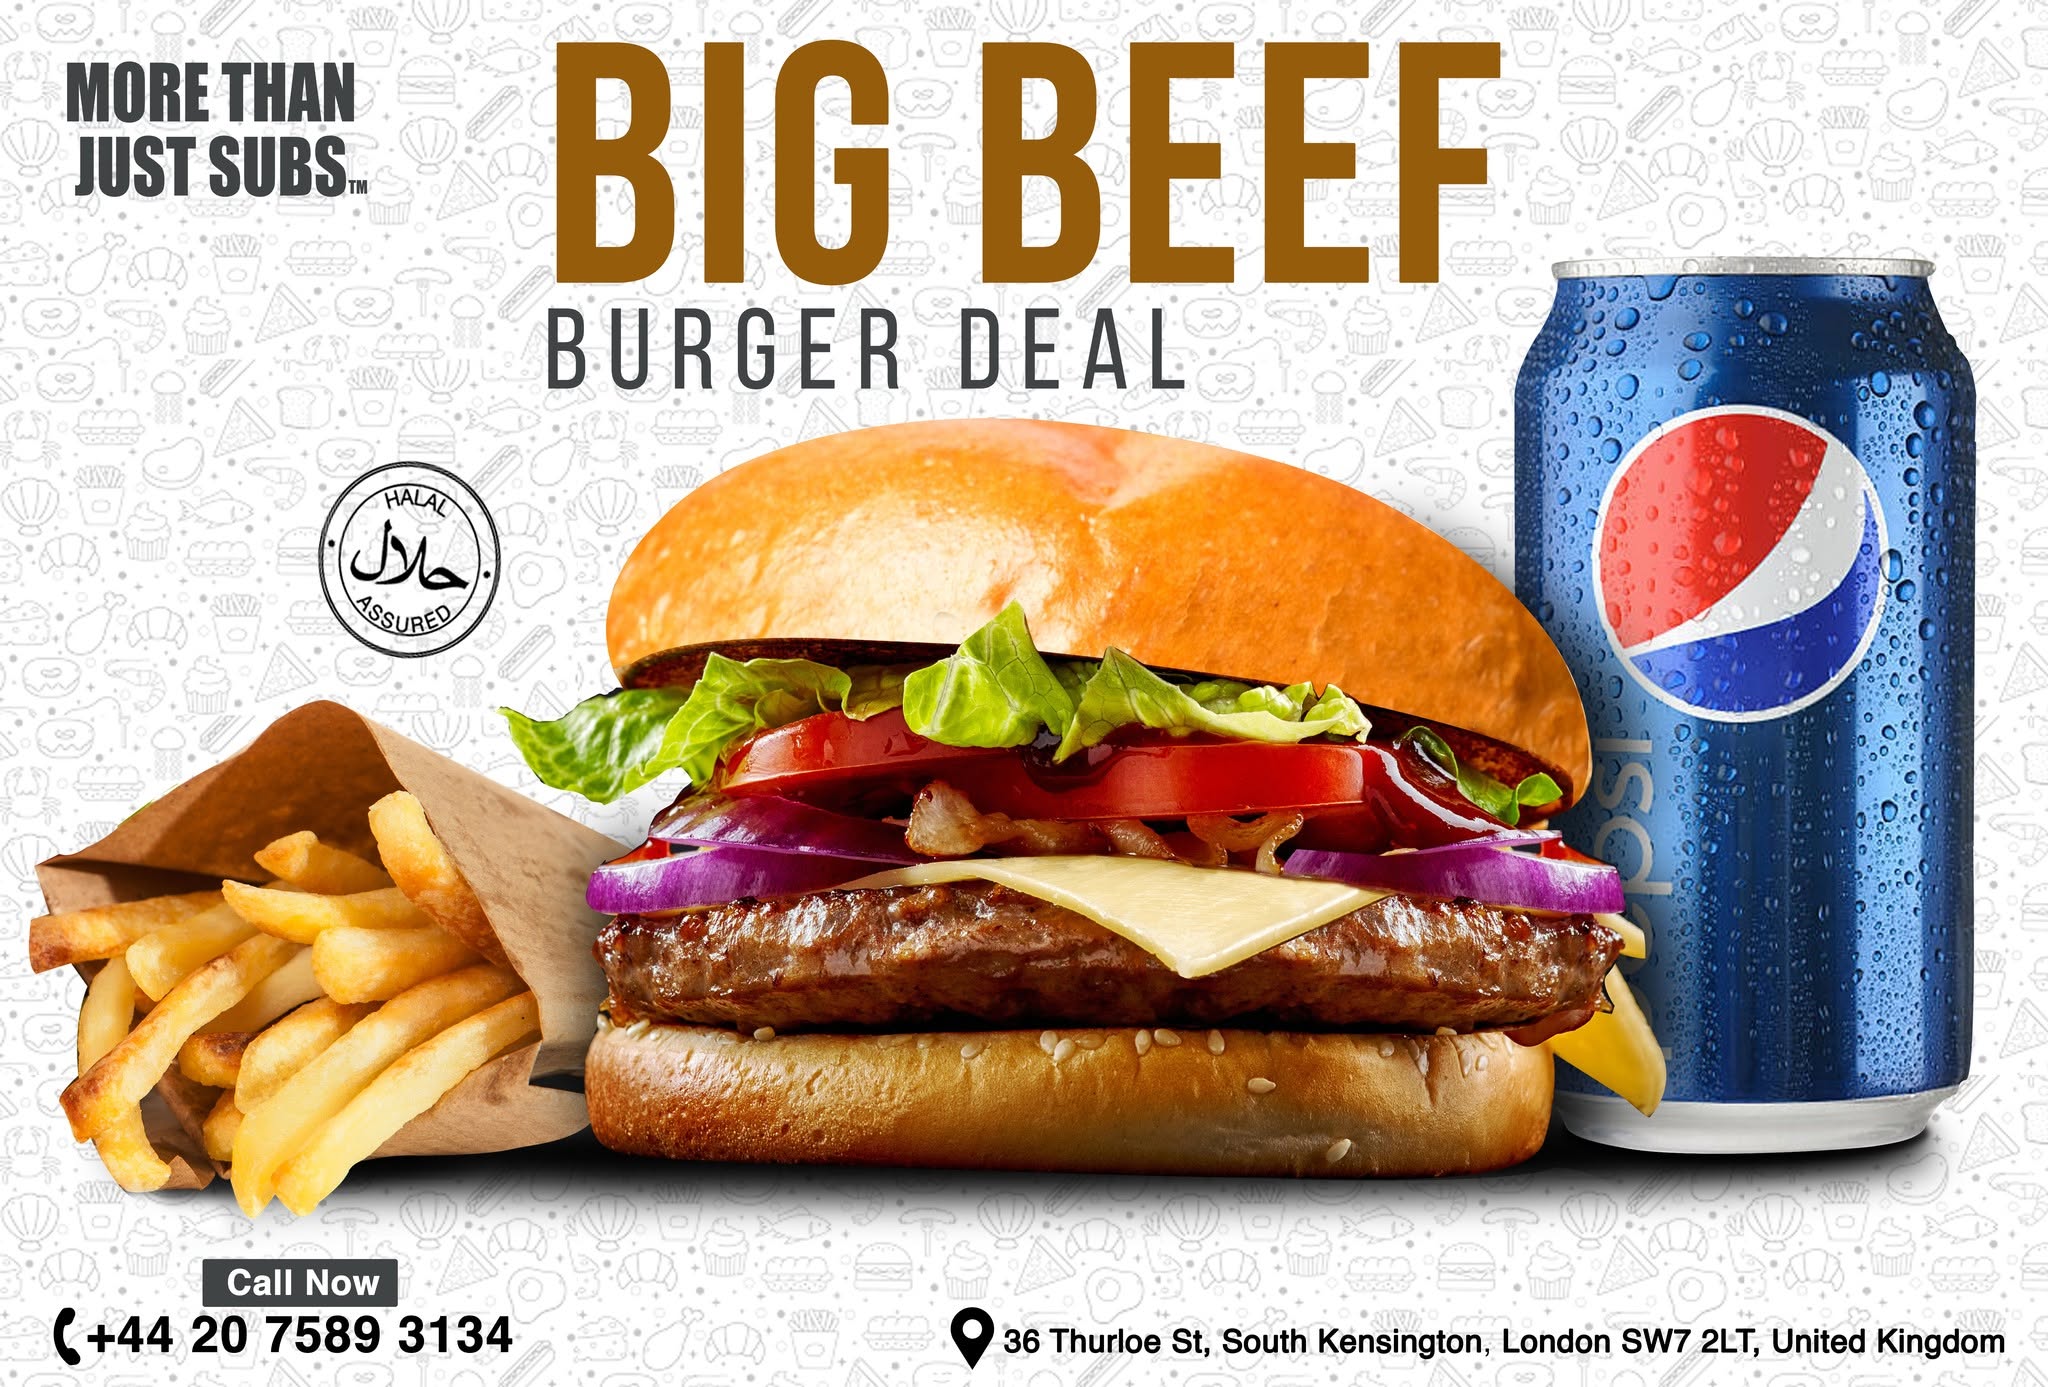 MORE THAN
JUST SUBS™
BIG BEEF
BURGER DEAL
HALAL
حلال
ASSURED
pepsi
Call Now
+44 20 7589 3134
36 Thurloe St, South Kensington, London SW7 2LT, United Kingdom